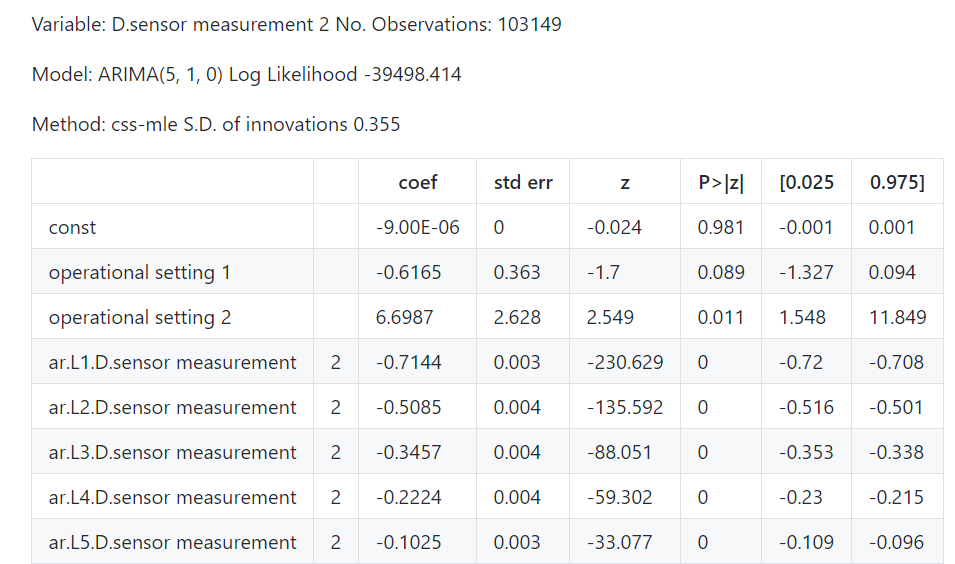 Variable: D.sensor measurement 2 No. Observations: 103149
Model: ARIMA(5, 1, 0) Log Likelihood -39498.414
Method: css-mle S.D. of innovations 0.355
coef std err z P>|z| [0.025 0.975]
const -9.00E-06 0 -0.024 0.981 -0.001 0.001
operational setting 1 -0.6165 0.363 -1.7 0.089 -1.327 0.094
operational setting 2 6.6987 2.628 2.549 0.011 1.548 11.849
ar.L1.D.sensor measurement 2 -0.7144 0.003 -230.629 0 -0.72 -0.708
ar.L2.D.sensor measurement 2 -0.5085 0.004 -135.592 0 -0.516 -0.501
ar.L3.D.sensor measurement 2 -0.3457 0.004 -88.051 0 -0.353 -0.338
ar.L4.D.sensor measurement 2 -0.2224 0.004 -59.302 0 -0.23 -0.215
ar.L5.D.sensor measurement 2 -0.1025 0.003 -33.077 0 -0.109 -0.096